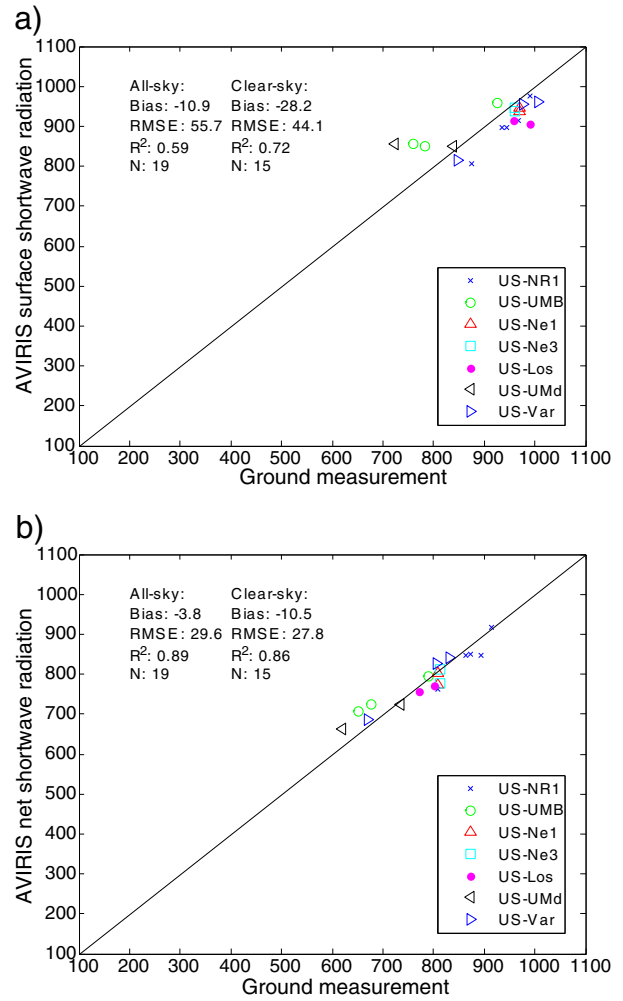 a)
AVIRIS surface shortwave radiation
1100
1000
900
800
700
600
500
400
300
200
100
All-sky: Clear-sky:
Bias: -10.9 Bias: -28.2
RMSE: 55.7 RMSE: 44.1
R²: 0.59 R²: 0.72
N: 19 N: 15
US-NR1
US-UMB
US-Ne1
US-Ne3
US-Los
US-UMd
US-Var
100 200 300 400 500 600 700 800 900 1000 1100
Ground measurement
b)
AVIRIS net shortwave radiation
1100
1000
900
800
700
600
500
400
300
200
100
All-sky: Clear-sky:
Bias: -3.8 Bias: -10.5
RMSE: 29.6 RMSE: 27.8
R²: 0.89 R²: 0.86
N: 19 N: 15
US-NR1
US-UMB
US-Ne1
US-Ne3
US-Los
US-UMd
US-Var
100 200 300 400 500 600 700 800 900 1000 1100
Ground measurement